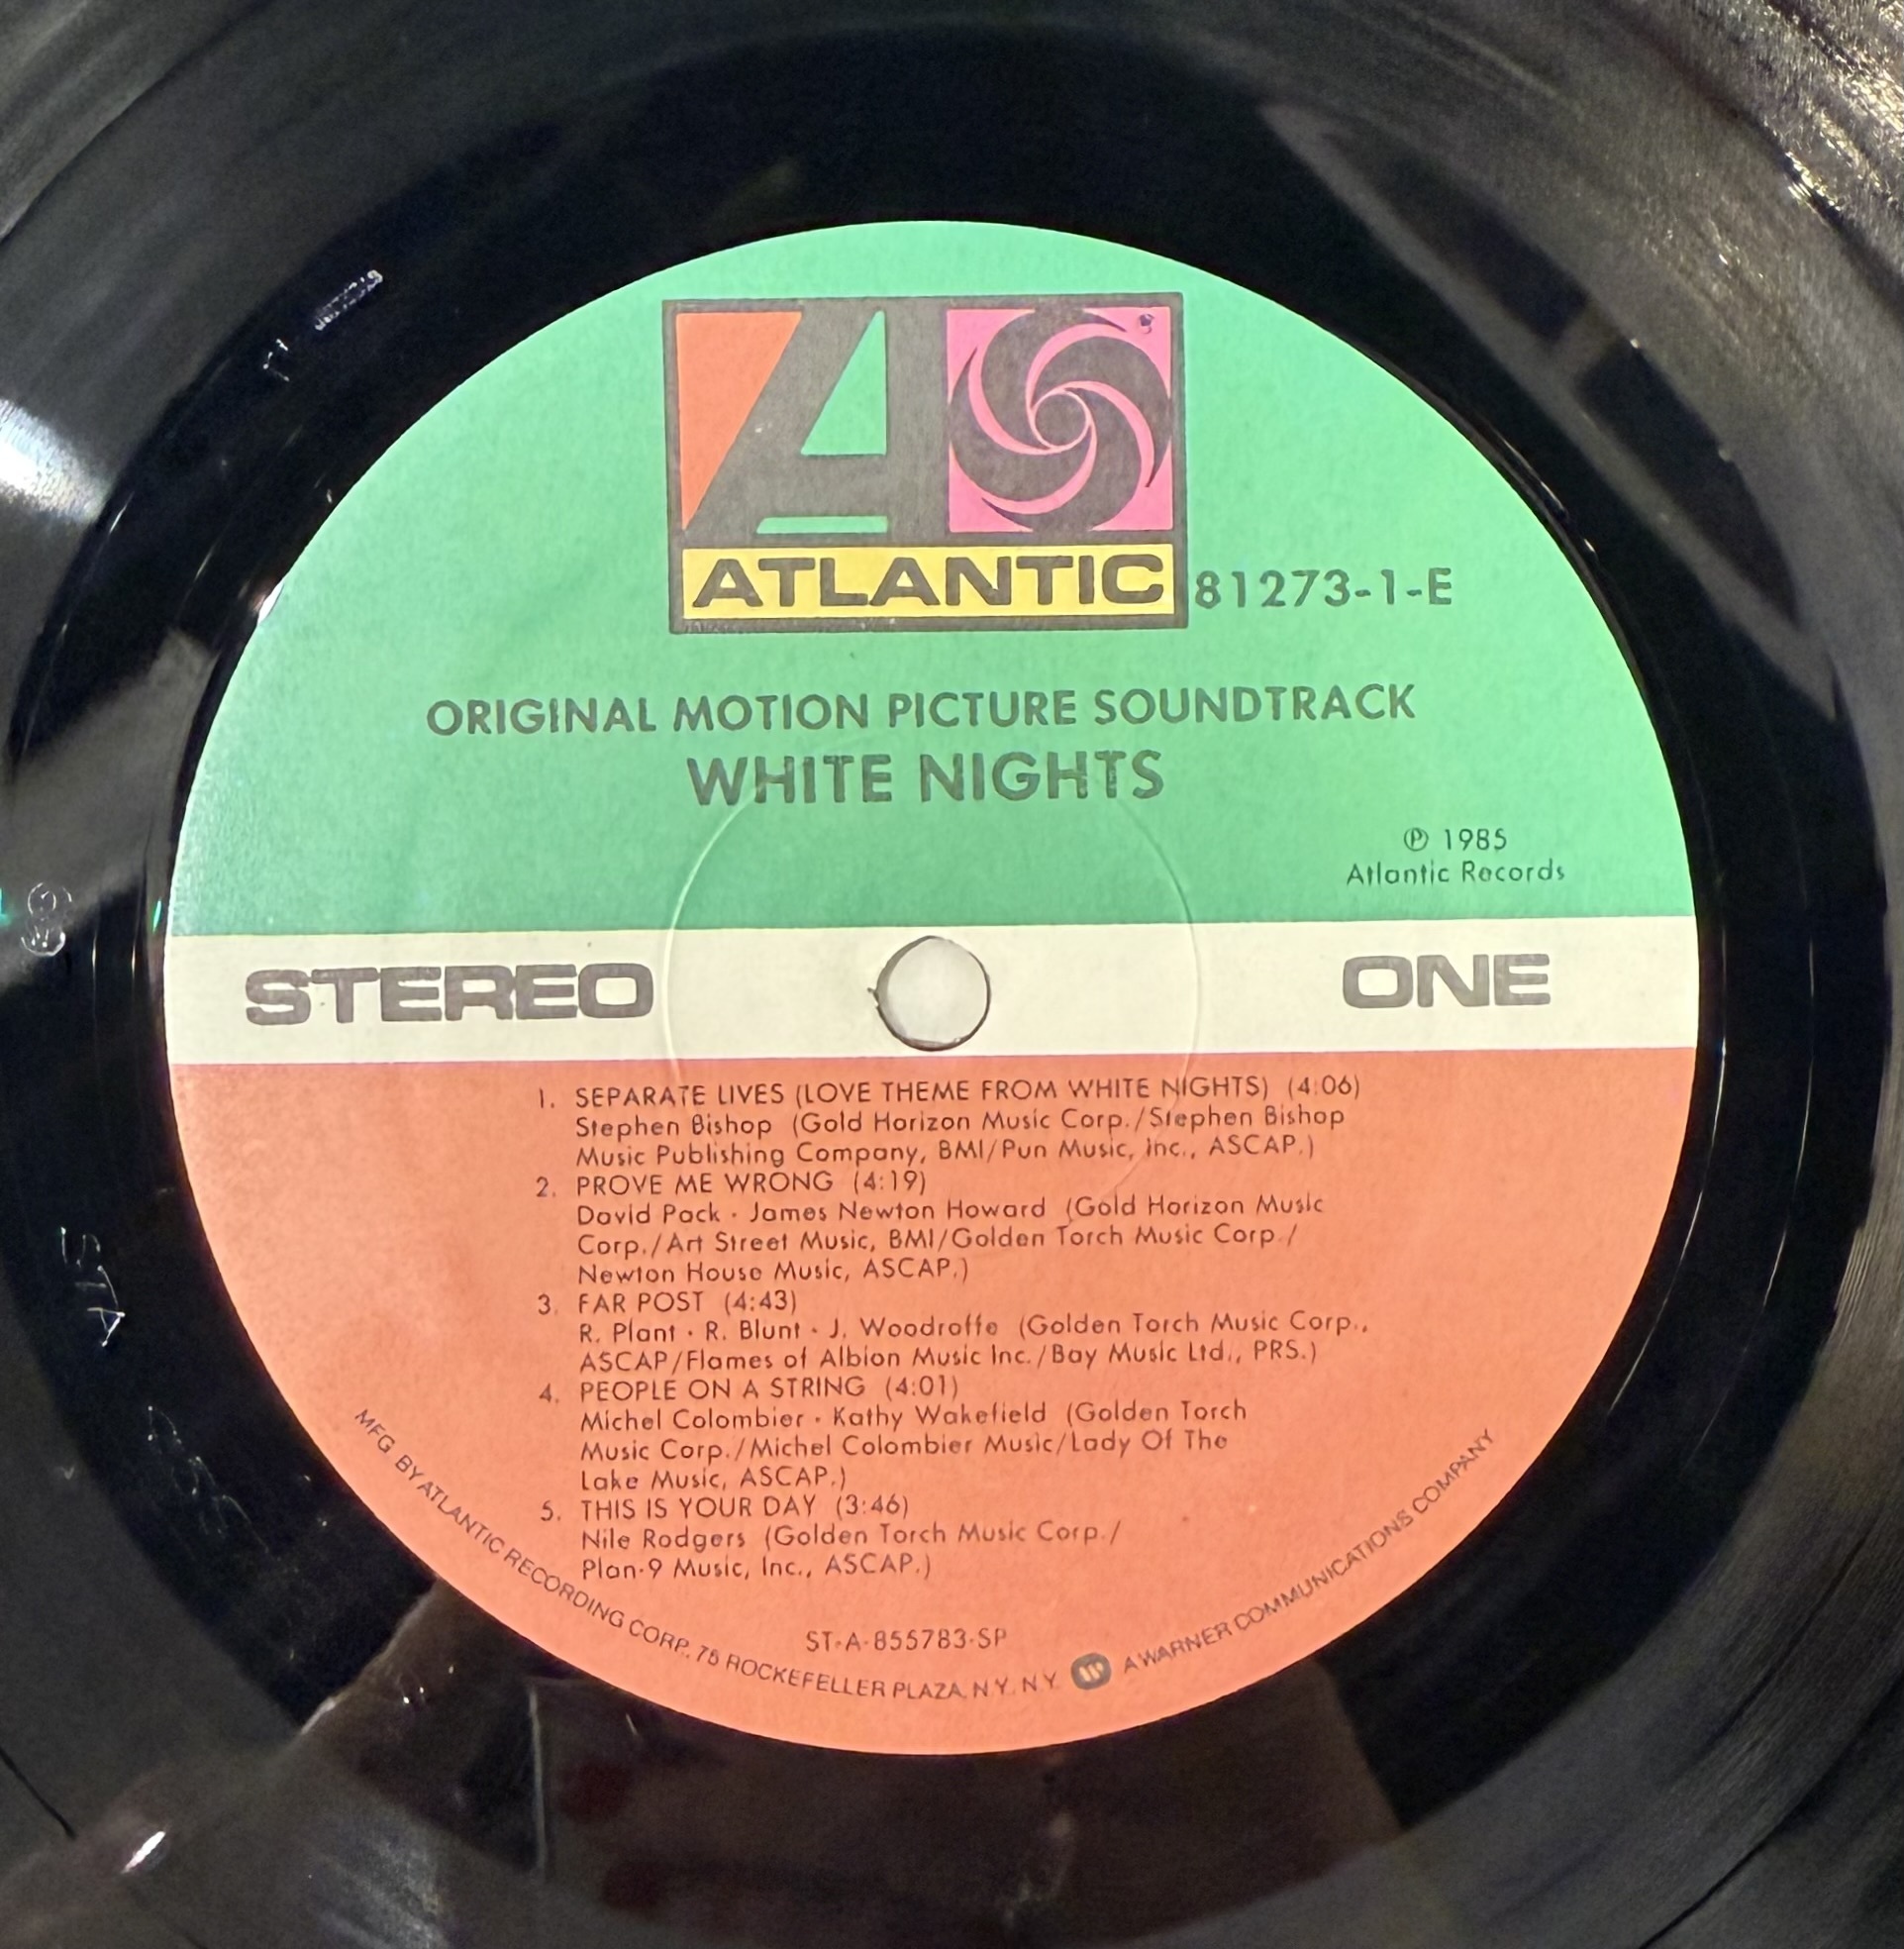 ATLANTIC
81273-1-E
ORIGINAL MOTION PICTURE SOUNDTRACK
WHITE NIGHTS
℗ 1985
Atlantic Records
STEREO
ONE
1. SEPARATE LIVES (LOVE THEME FROM WHITE NIGHTS) (4:06)
Stephen Bishop (Gold Horizon Music Corp./Stephen Bishop
Music Publishing Company, BMI/Pun Music, Inc., ASCAP.)
2. PROVE ME WRONG (4:19)
David Pack · James Newton Howard (Gold Horizon Music
Corp./Art Street Music, BMI/Golden Torch Music Corp./
Newton House Music, ASCAP.)
3. FAR POST (4:43)
R. Plant · R. Blunt · J. Woodroffe (Golden Torch Music Corp.,
ASCAP/Flames of Albion Music Inc./Bay Music Ltd., PRS.)
4. PEOPLE ON A STRING (4:01)
Michel Colombier · Kathy Wakefield (Golden Torch
Music Corp./Michel Colombier Music/Lady Of The
Lake Music, ASCAP.)
5. THIS IS YOUR DAY (3:46)
Nile Rodgers (Golden Torch Music Corp./
Plan-9 Music, Inc., ASCAP.)
ST-A-855783-SP
MFG. BY ATLANTIC RECORDING CORP., 75 ROCKEFELLER PLAZA, N.Y. N.Y. A WARNER COMMUNICATIONS COMPANY